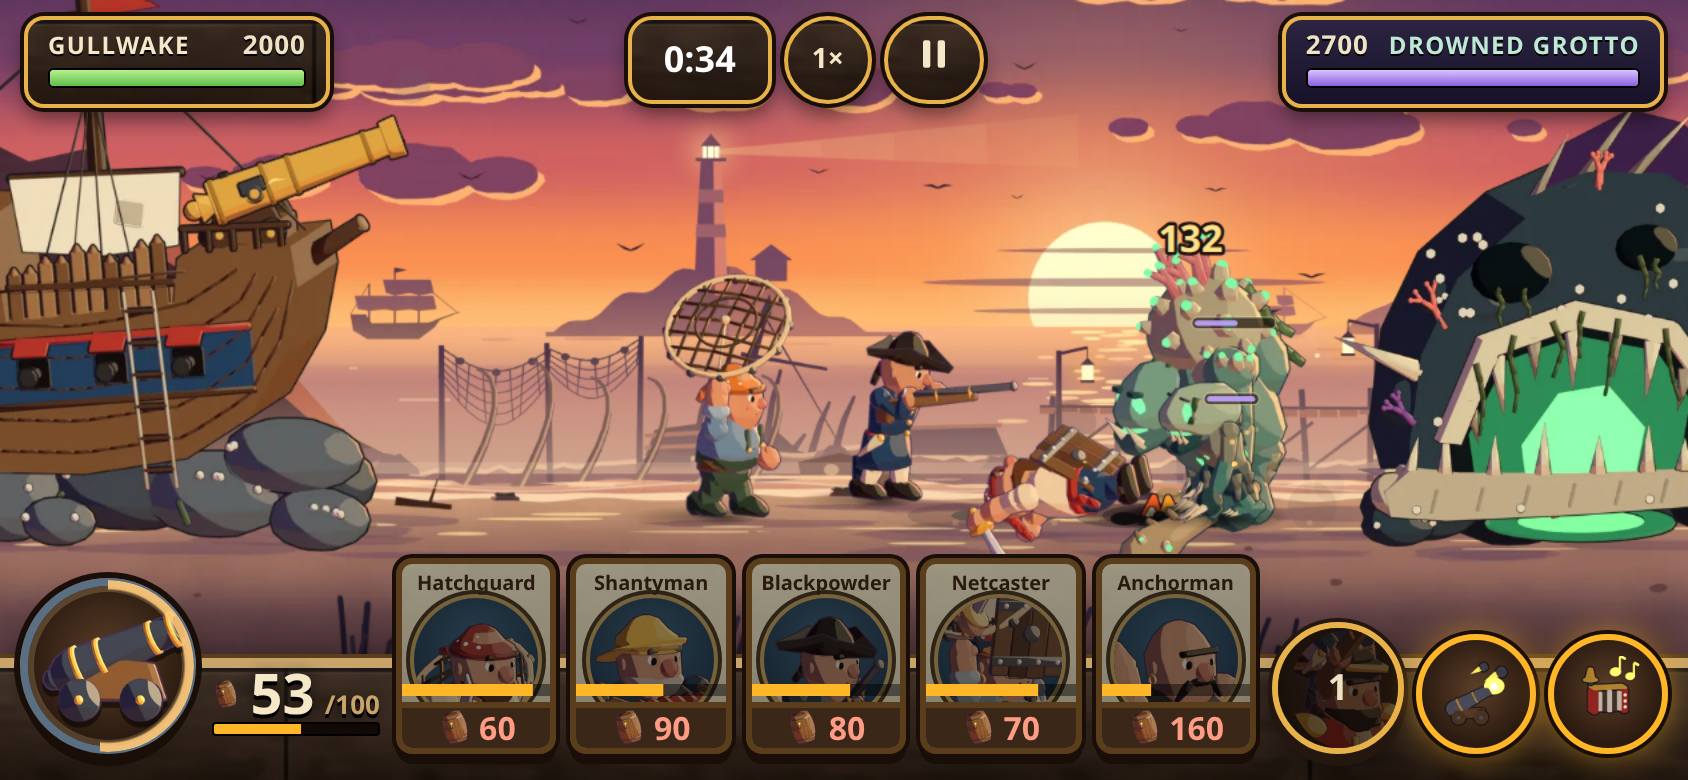 GULLWAKE 2000
0:34
1×
2700 DROWNED GROTTO
132
53 /100
Hatchguard
60
Shantyman
90
Blackpowder
80
Netcaster
70
Anchorman
160
1